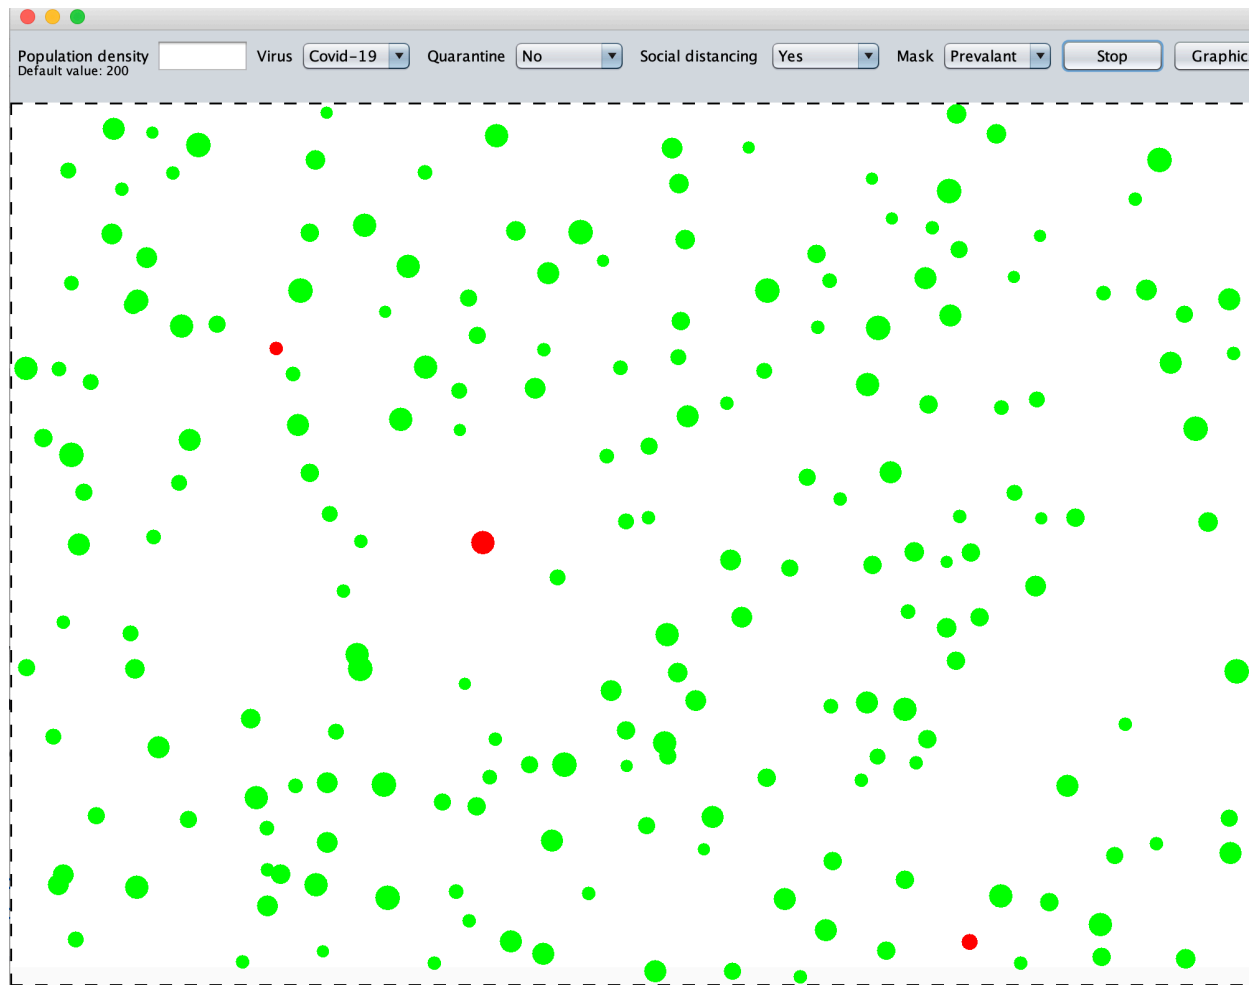 Population density Virus Covid-19 Quarantine No Social distancing Yes Mask Prevalant Stop Graphic
Default value: 200